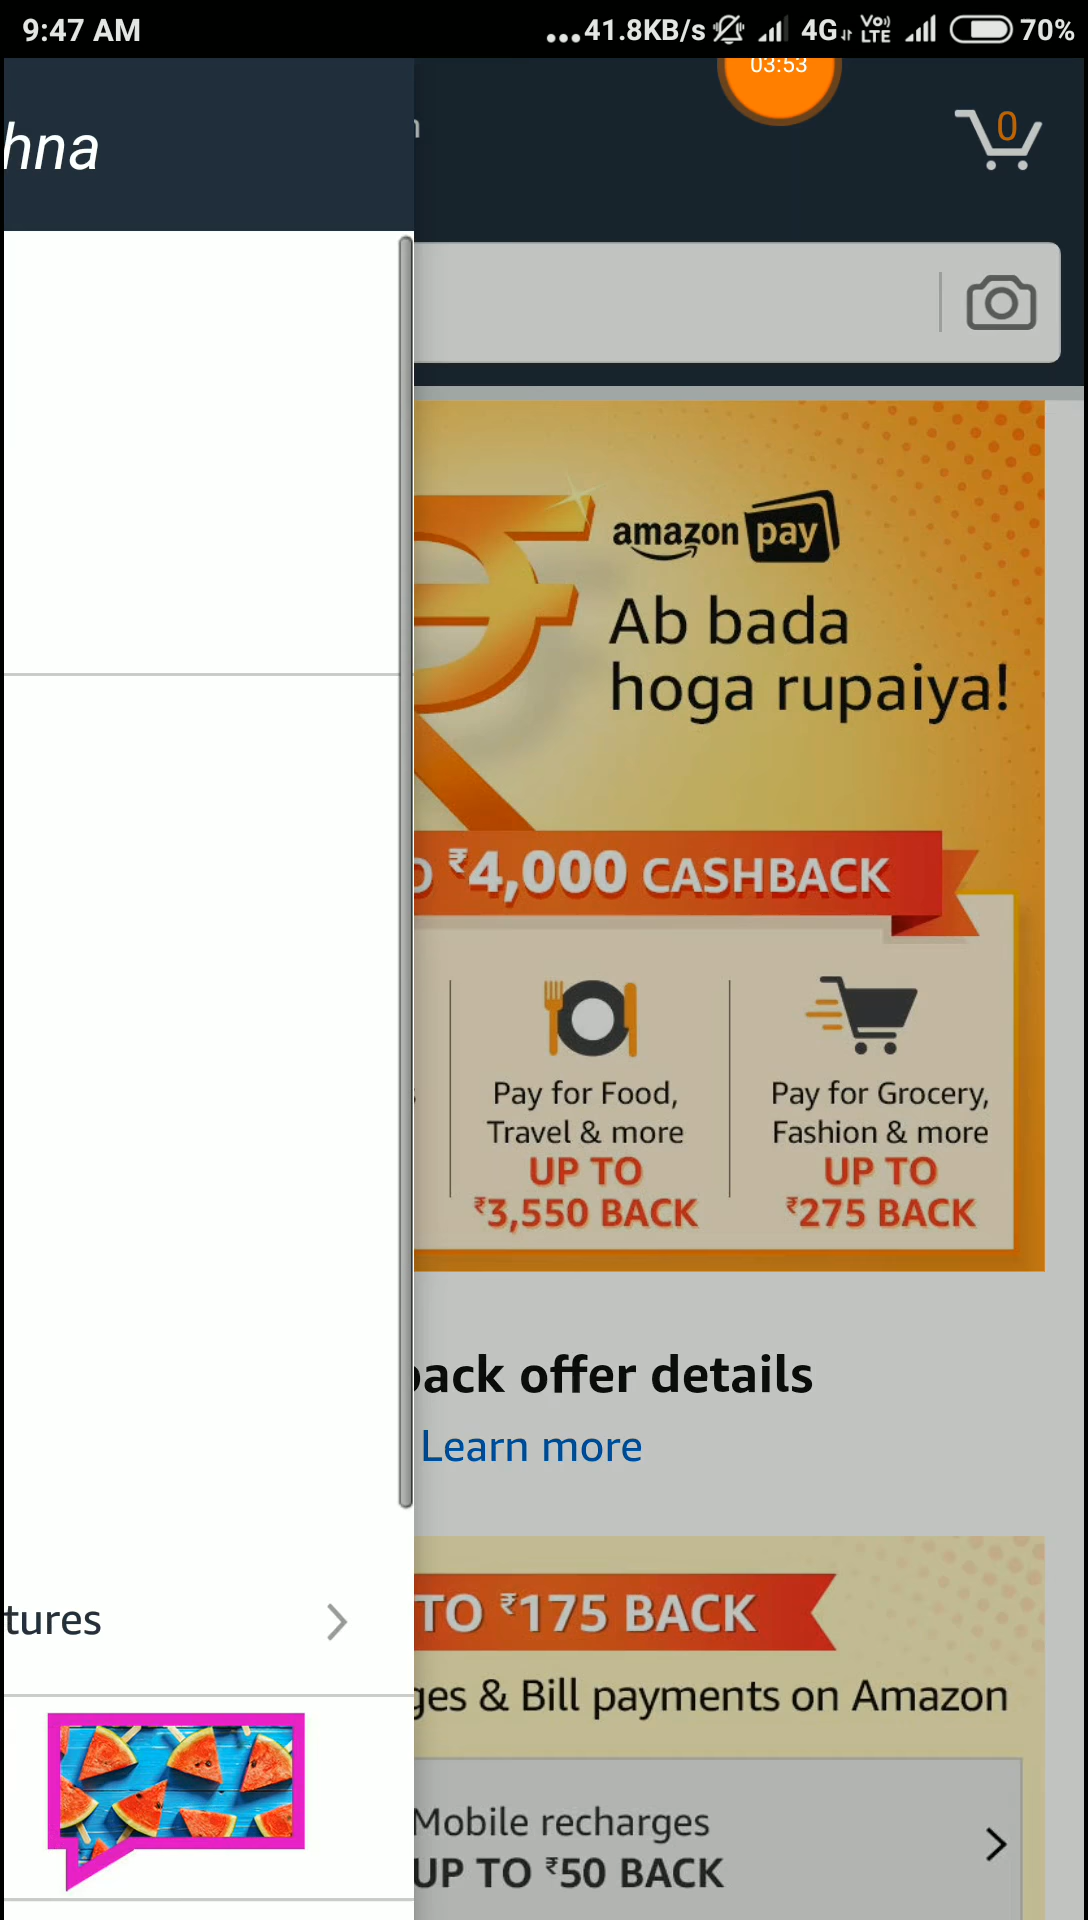 9:47 AM
...41.8KB/s 4G Vo)) LTE 70%
03:53
hna
0
amazon pay
Ab bada
hoga rupaiya!
₹4,000 CASHBACK
Pay for Food,
Travel & more
UP TO
₹3,550 BACK
Pay for Grocery,
Fashion & more
UP TO
₹275 BACK
back offer details
Learn more
tures
TO ₹175 BACK
ges & Bill payments on Amazon
Mobile recharges
UP TO ₹50 BACK